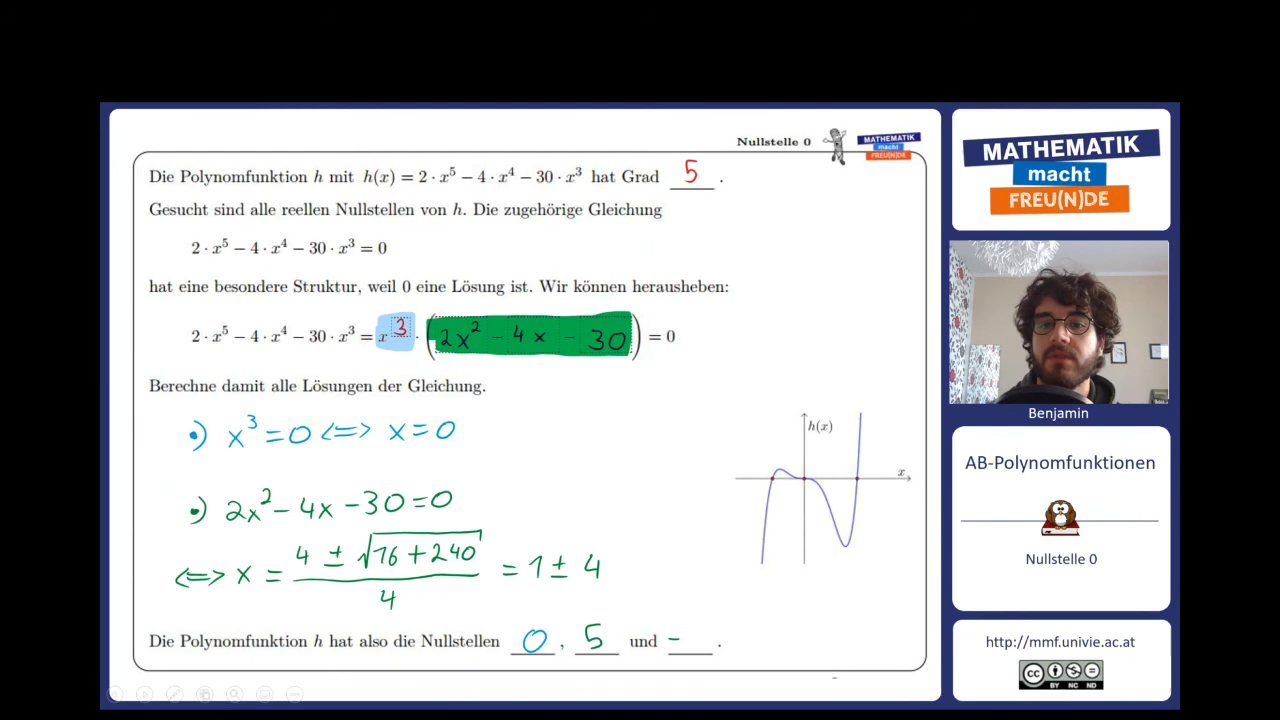 Nullstelle 0
MATHEMATIK
macht
FREU(N)DE
Die Polynomfunktion h mit h(x) = 2 · x⁵ − 4 · x⁴ − 30 · x³ hat Grad 5 .
Gesucht sind alle reellen Nullstellen von h. Die zugehörige Gleichung
2 · x⁵ − 4 · x⁴ − 30 · x³ = 0
hat eine besondere Struktur, weil 0 eine Lösung ist. Wir können herausheben:
2 · x⁵ − 4 · x⁴ − 30 · x³ = x³ · (2x² − 4x − 30) = 0
Berechne damit alle Lösungen der Gleichung.
•) x³ = 0 ⟺ x = 0
•) 2x² − 4x − 30 = 0
⟺ x = (4 ± √(16 + 240)) / 4 = 1 ± 4
h(x)
x
Die Polynomfunktion h hat also die Nullstellen 0 , 5 und − .
MATHEMATIK
macht
FREU(N)DE
Benjamin
AB-Polynomfunktionen
Nullstelle 0
http://mmf.univie.ac.at
CC BY NC ND